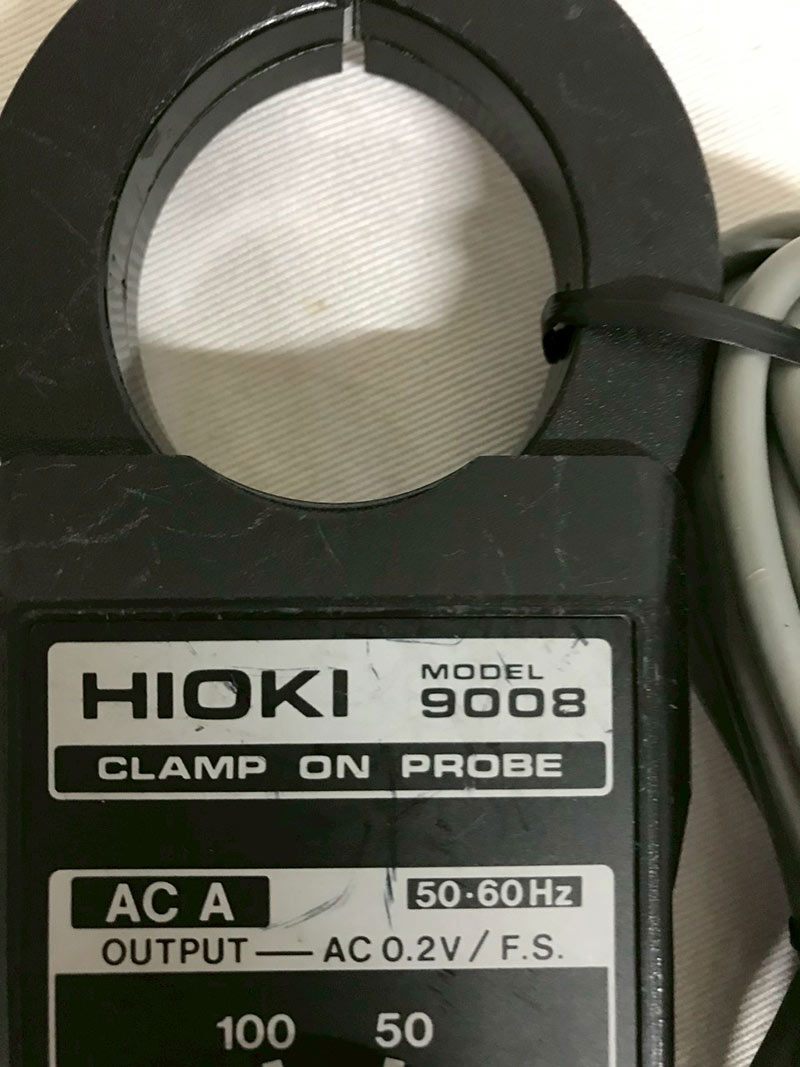 HIOKI MODEL 9008
CLAMP ON PROBE
AC A 50·60Hz
OUTPUT — AC 0.2V / F.S.
100 50